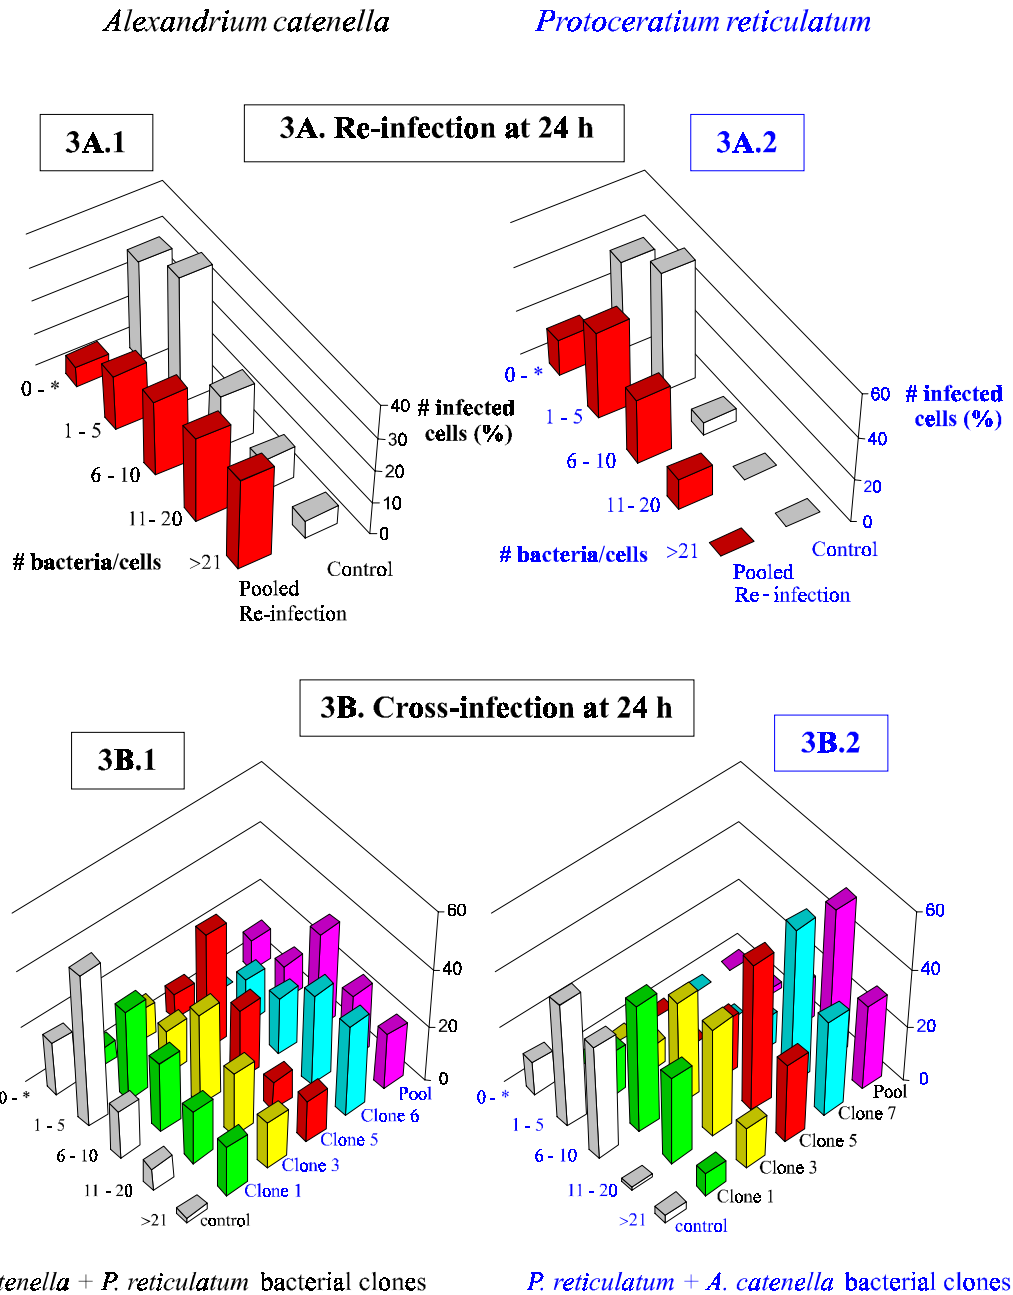 Alexandrium catenella
Protoceratium reticulatum
3A. Re-infection at 24 h
3A.1
3A.2
0 - *
1 - 5
6 - 10
11 - 20
>21
# bacteria/cells
Pooled
Re-infection
Control
40
30
20
10
0
# infected
cells (%)
0 - *
1 - 5
6 - 10
11 - 20
>21
# bacteria/cells
Pooled
Re - infection
Control
60
40
20
0
# infected
cells (%)
3B. Cross-infection at 24 h
3B.1
3B.2
0 - *
1 - 5
6 - 10
11 - 20
>21
control
Clone 1
Clone 3
Clone 5
Clone 6
Pool
60
40
20
0
0 - *
1 - 5
6 - 10
11 - 20
>21
control
Clone 1
Clone 3
Clone 5
Clone 7
Pool
60
40
20
0
tenella + P. reticulatum bacterial clones
P. reticulatum + A. catenella bacterial clones